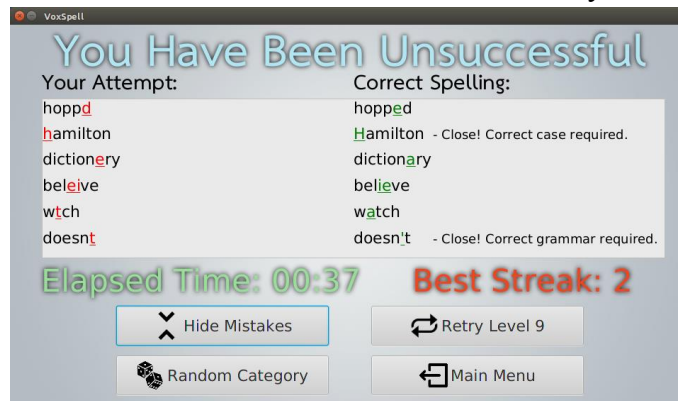 VoxSpell
You Have Been Unsuccessful
Your Attempt: Correct Spelling:
hoppd hopped
hamilton Hamilton - Close! Correct case required.
dictionery dictionary
beleive believe
wtch watch
doesnt doesn't - Close! Correct grammar required.
Elapsed Time: 00:37 Best Streak: 2
Hide Mistakes Retry Level 9
Random Category Main Menu